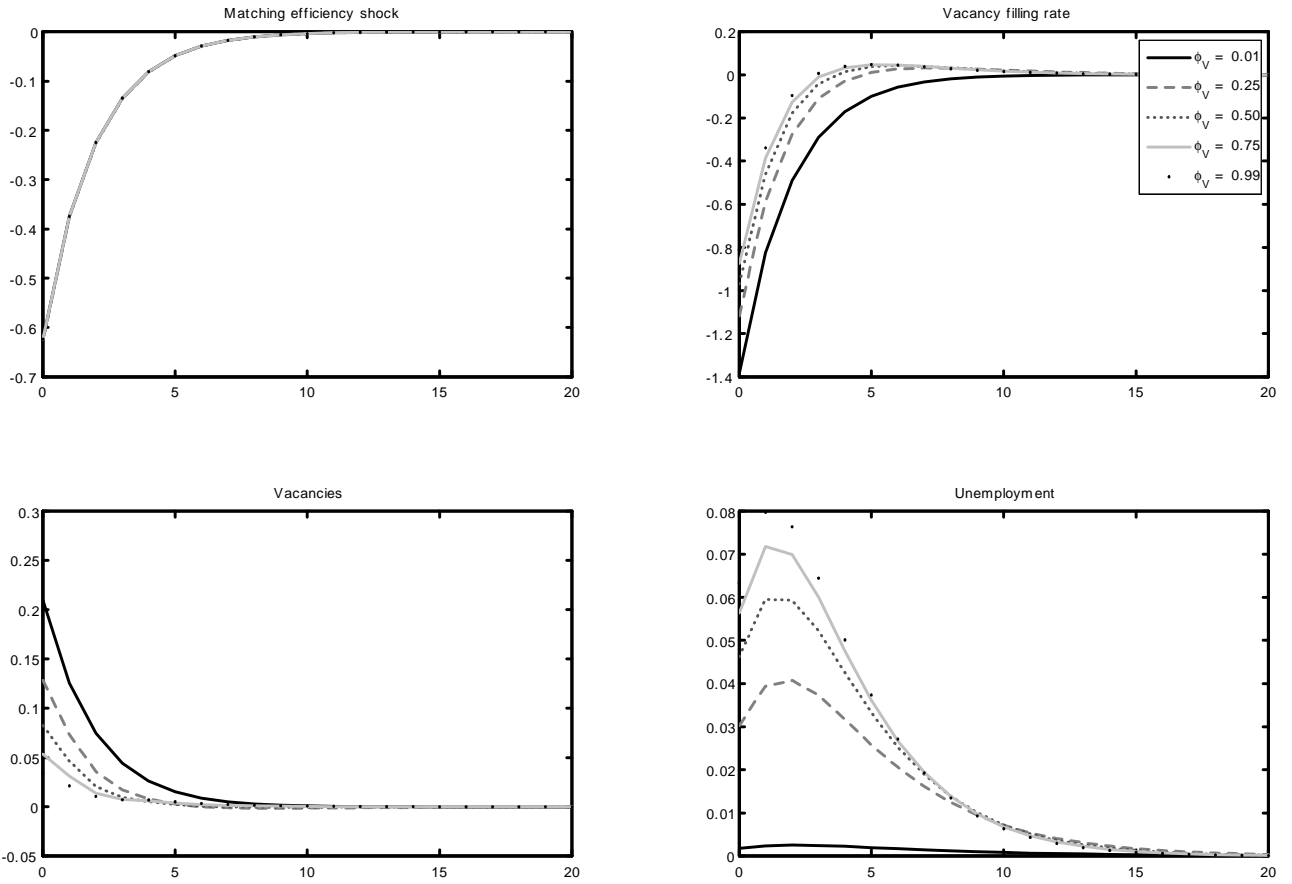 Matching efficiency shock
0
-0.1
-0.2
-0.3
-0.4
-0.5
-0.6
-0.7
0 5 10 15 20
Vacancy filling rate
0.2
0
-0.2
-0.4
-0.6
-0.8
-1
-1.2
-1.4
0 5 10 15 20
ϕV = 0.01
ϕV = 0.25
ϕV = 0.50
ϕV = 0.75
ϕV = 0.99
Vacancies
0.3
0.25
0.2
0.15
0.1
0.05
0
-0.05
0 5 10 15 20
Unemployment
0.08
0.07
0.06
0.05
0.04
0.03
0.02
0.01
0
0 5 10 15 20